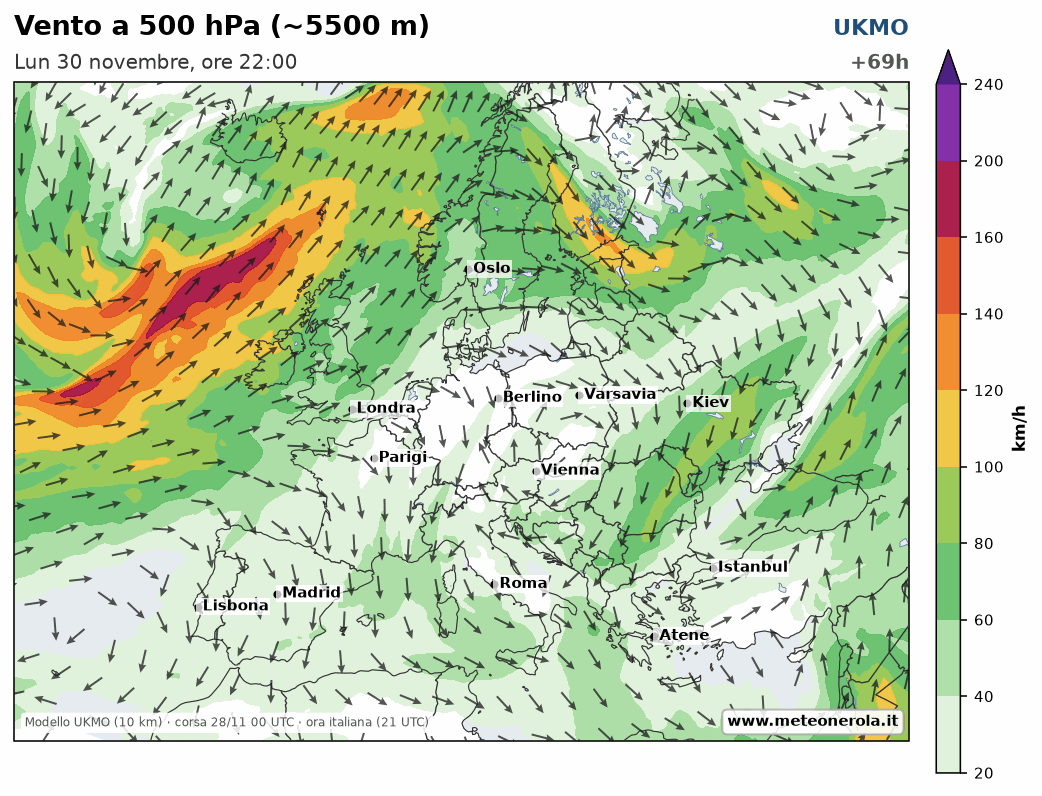 Vento a 500 hPa (~5500 m)
UKMO
Lun 30 novembre, ore 22:00
+69h
240
200
160
140
120
100
80
60
40
20
km/h
Oslo
Berlino
Varsavia
Kiev
Londra
Parigi
Vienna
Istanbul
Roma
Madrid
Lisbona
Atene
Modello UKMO (10 km) · corsa 28/11 00 UTC · ora italiana (21 UTC)
www.meteonerola.it